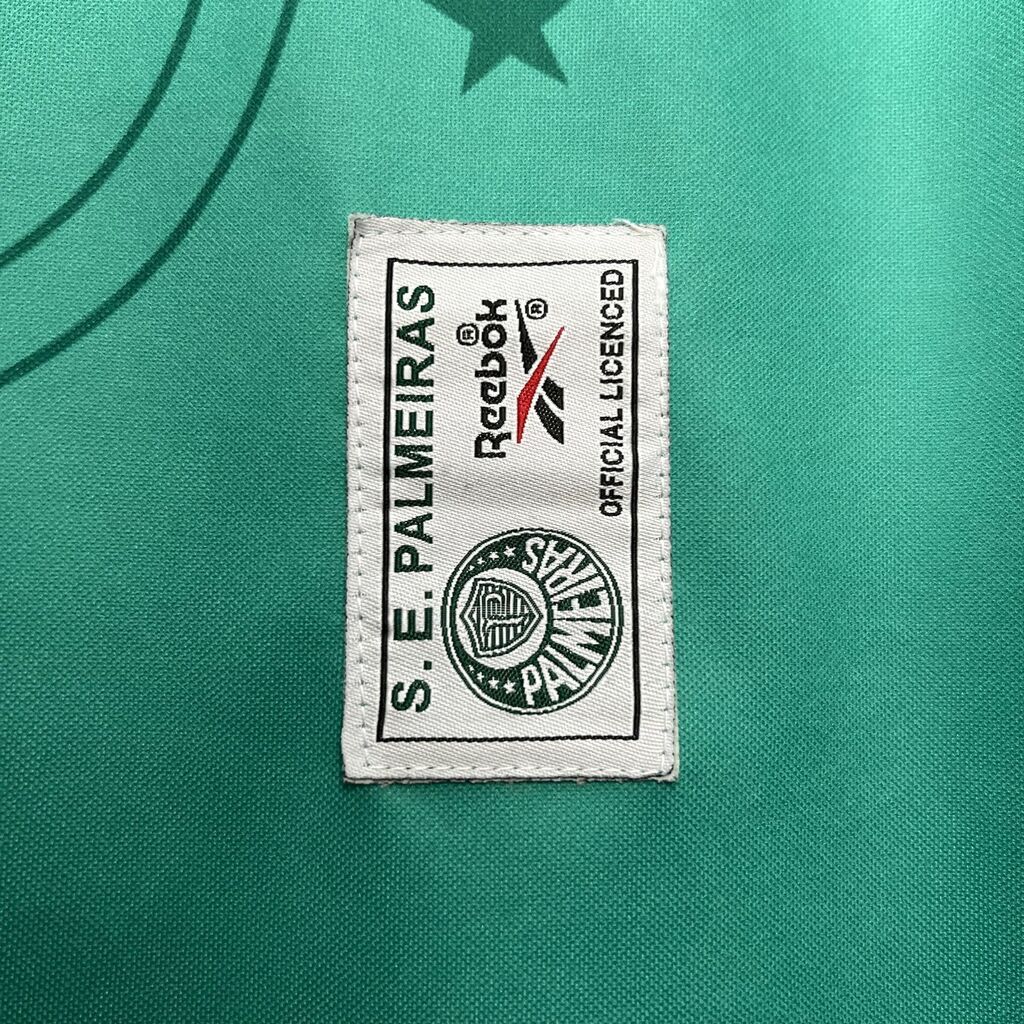 S. E. PALMEIRAS
PALMEIRAS
Reebok®
®
OFFICIAL LICENCED